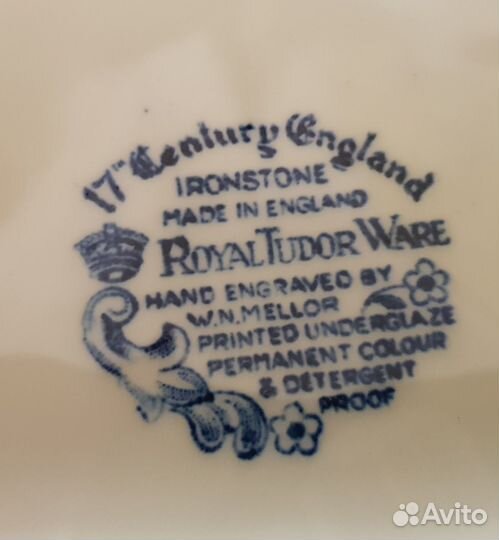 17th Century England
IRONSTONE
MADE IN ENGLAND
ROYAL TUDOR WARE
HAND ENGRAVED BY
W.N.MELLOR
PRINTED UNDERGLAZE
PERMANENT COLOUR
& DETERGENT
PROOF
Avito